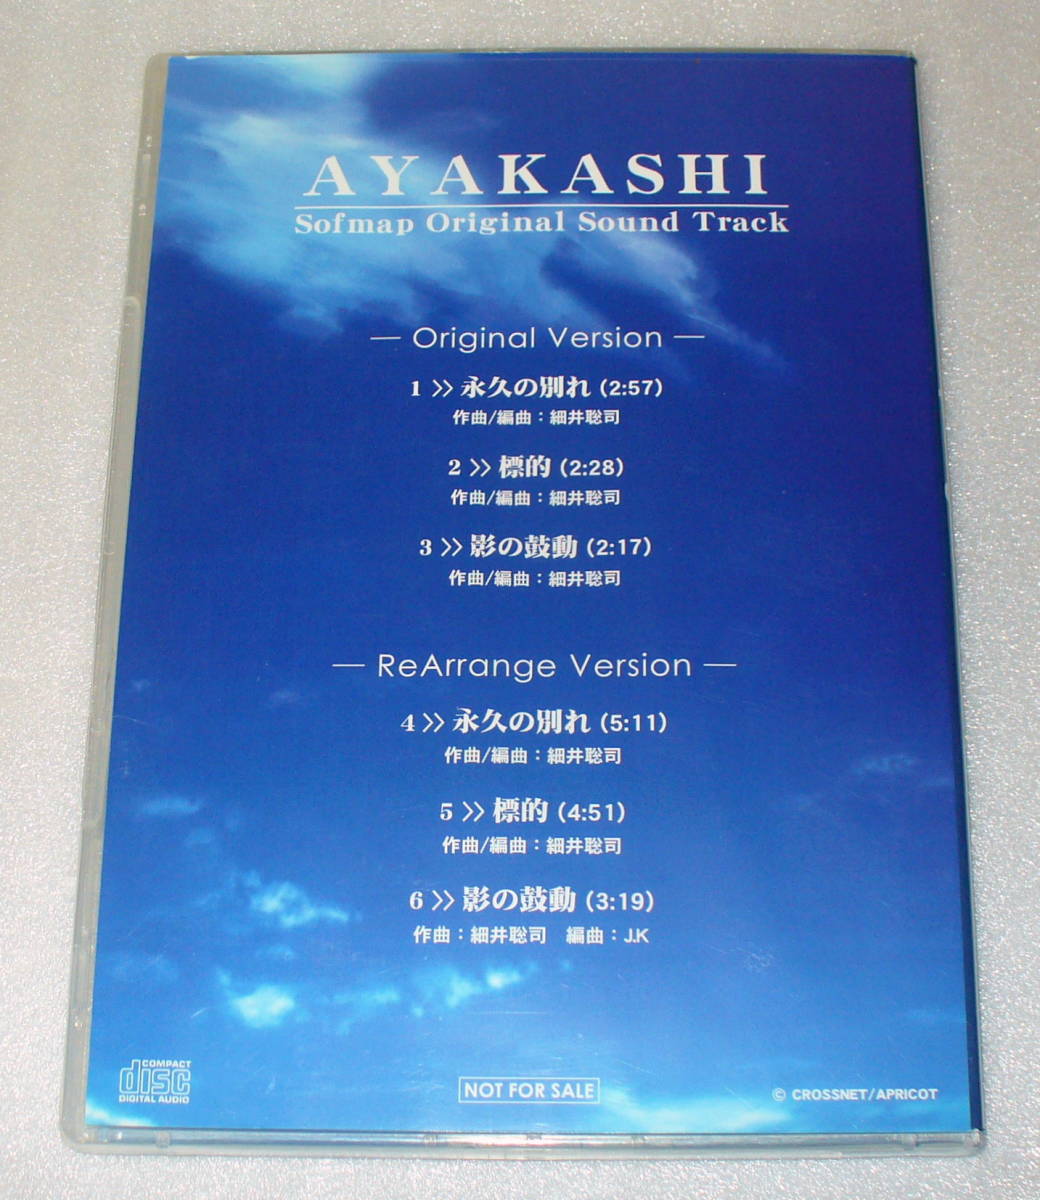 AYAKASHI
Sofmap Original Sound Track
— Original Version —
1 >> 永久の別れ (2:57)
作曲/編曲：細井聡司
2 >> 標的 (2:28)
作曲/編曲：細井聡司
3 >> 影の鼓動 (2:17)
作曲/編曲：細井聡司
— ReArrange Version —
4 >> 永久の別れ (5:11)
作曲/編曲：細井聡司
5 >> 標的 (4:51)
作曲/編曲：細井聡司
6 >> 影の鼓動 (3:19)
作曲：細井聡司　編曲：J.K
COMPACT
disc
DIGITAL AUDIO
NOT FOR SALE
© CROSSNET/APRICOT